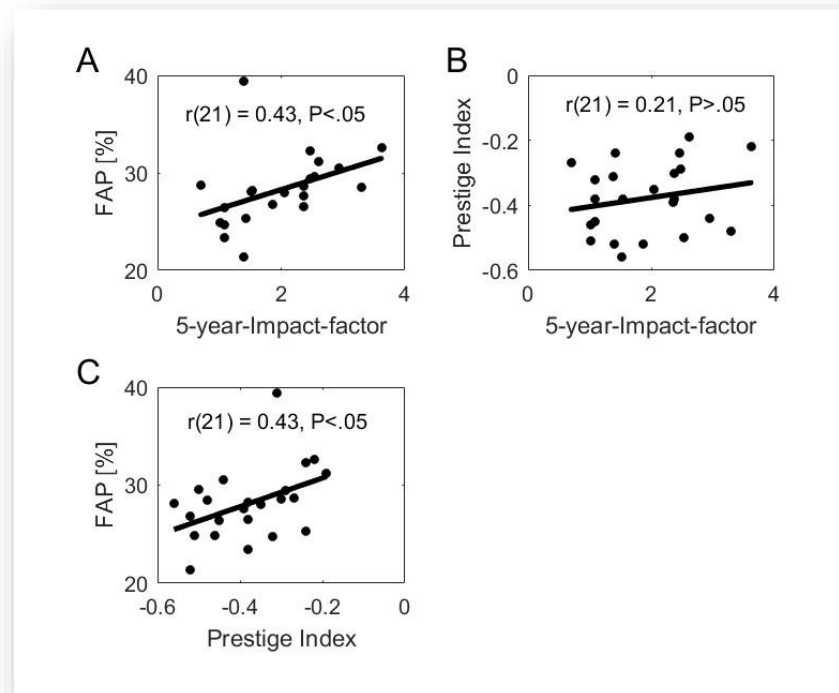 A
40
30
20
FAP [%]
r(21) = 0.43, P<.05
0
2
4
5-year-Impact-factor
B
0
-0.2
-0.4
-0.6
Prestige Index
r(21) = 0.21, P>.05
0
2
4
5-year-Impact-factor
C
40
30
20
FAP [%]
r(21) = 0.43, P<.05
-0.6
-0.4
-0.2
0
Prestige Index